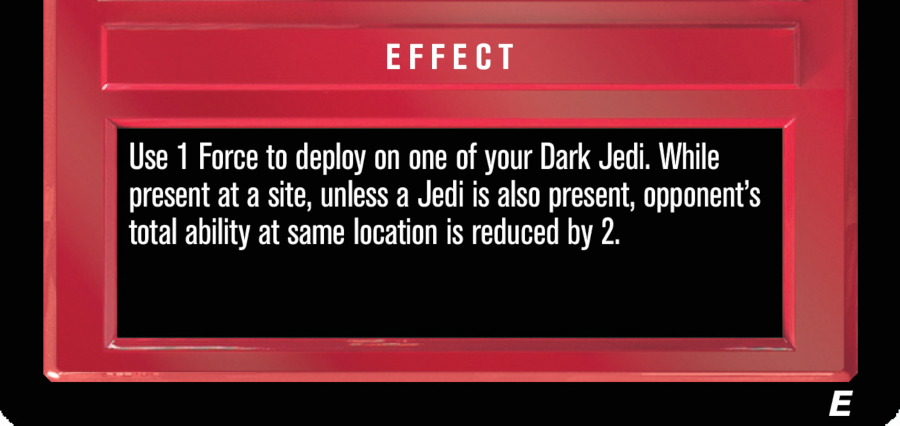 EFFECT
Use 1 Force to deploy on one of your Dark Jedi. While
present at a site, unless a Jedi is also present, opponent’s
total ability at same location is reduced by 2.
E